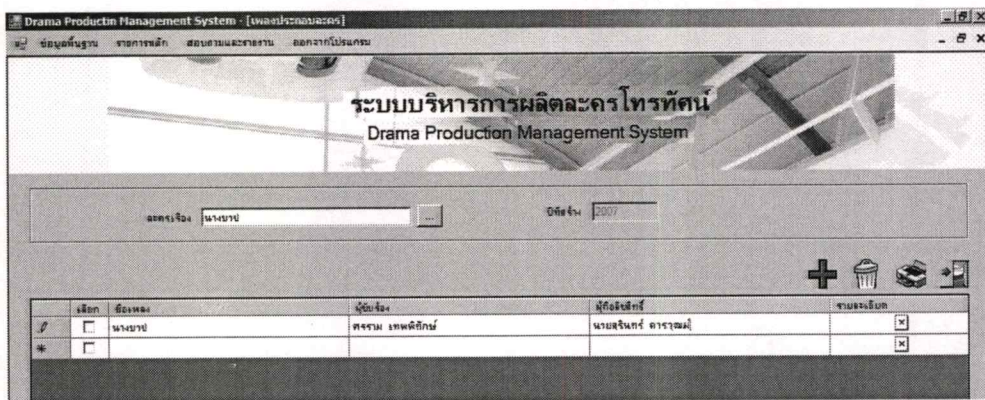 Drama Productin Management System - [เพลงประกอบละคร]
ข้อมูลพื้นฐาน รายการหลัก สอบถามและรายงาน ออกจากโปรแกรม
ระบบบริหารการผลิตละครโทรทัศน์
Drama Production Management System
ละครเรื่อง นางบาป ... ปีที่สร้าง 2007
เลือก ชื่อเพลง ผู้ขับร้อง ผู้ถือลิขสิทธิ์ รายละเอียด
นางบาป ศรราม เทพพิทักษ์ นายสุรินทร์ ดาราวุฒม์